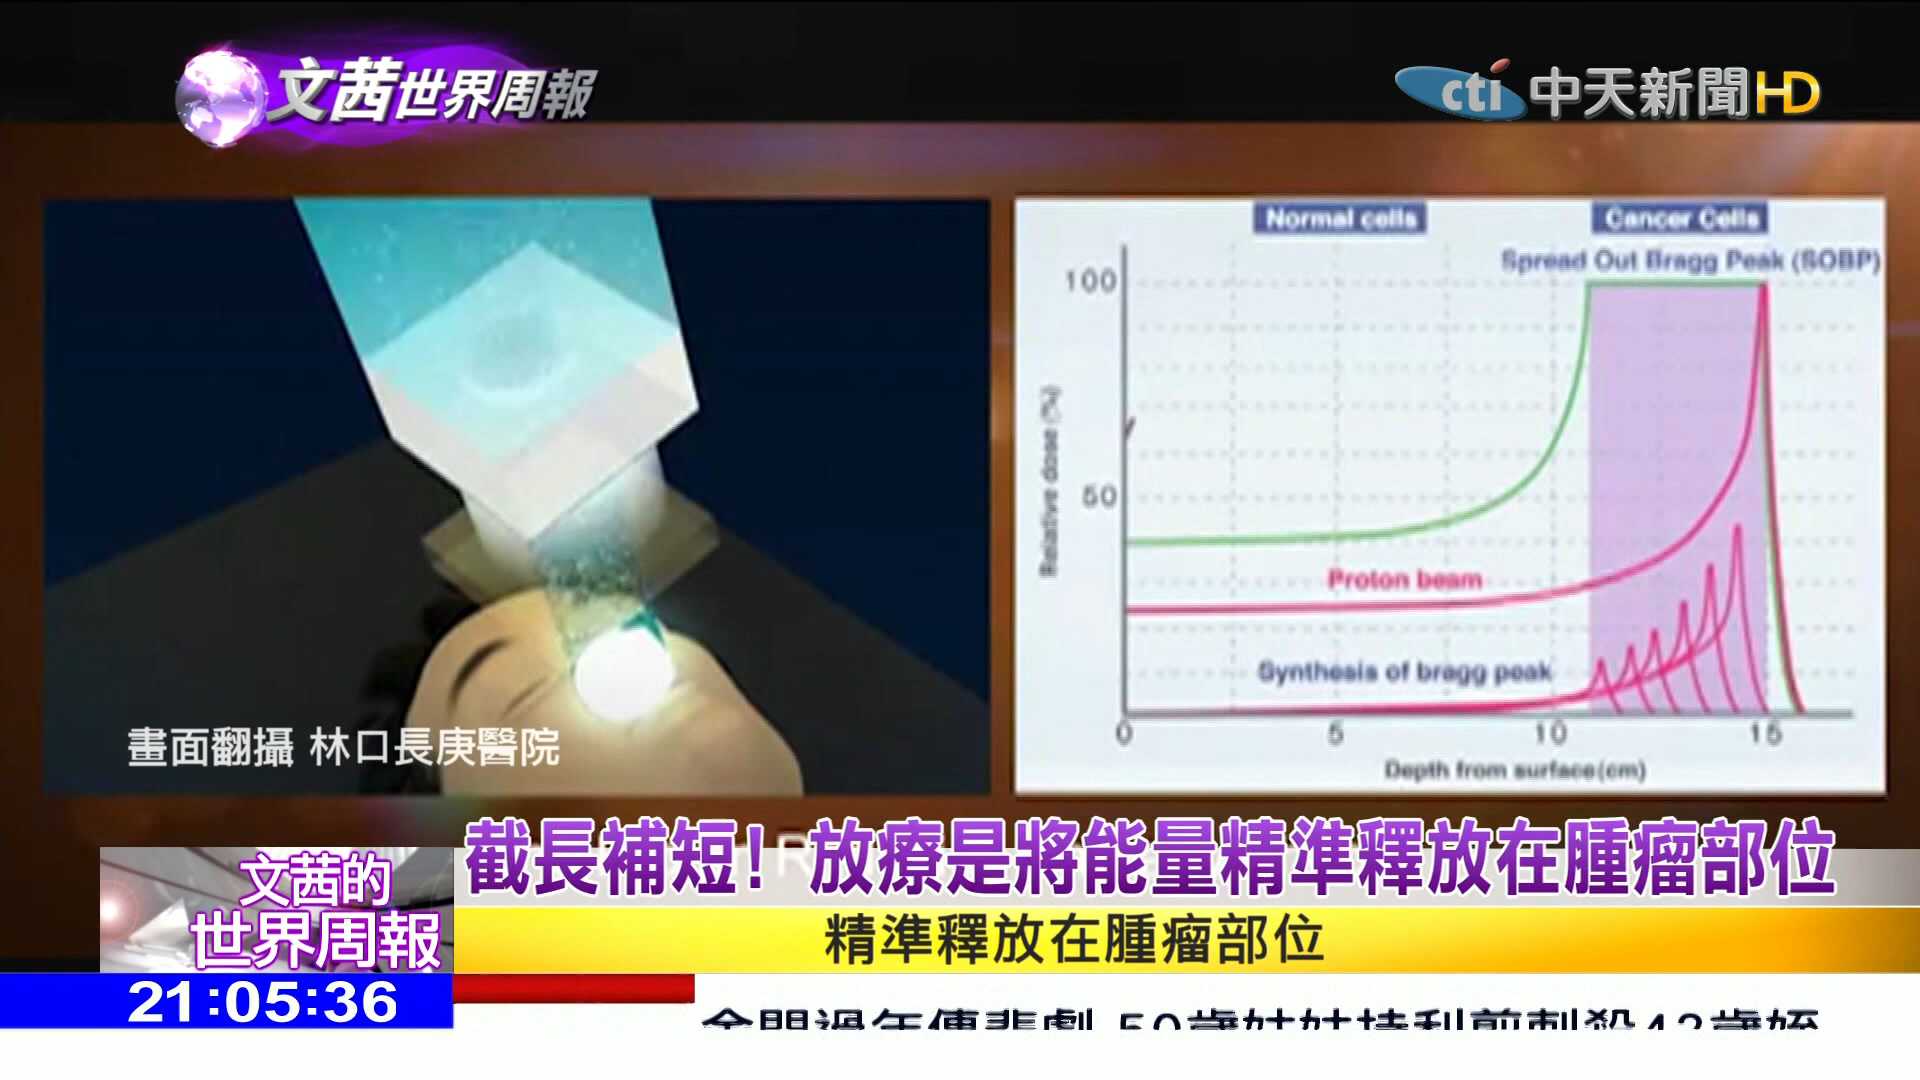 文茜世界周報
cti 中天新聞HD
Normal cells
Cancer Cells
Spread Out Bragg Peak (SOBP)
100
50
Relative dose (%)
Proton beam
Synthesis of bragg peak
0 5 10 15
Depth from surface(cm)
畫面翻攝 林口長庚醫院
截長補短! 放療是將能量精準釋放在腫瘤部位
文茜的
世界周報
精準釋放在腫瘤部位
21:05:36